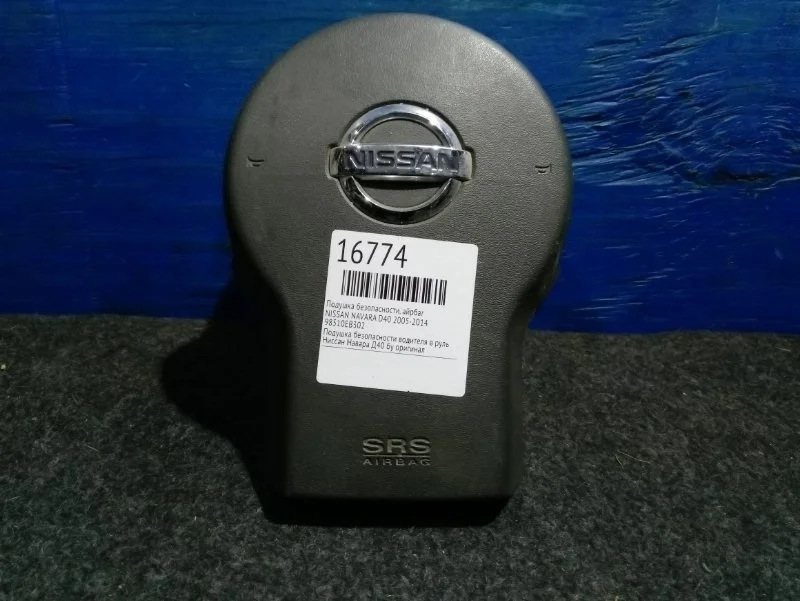 NISSAN
16774
Подушка безопасности, айрбаг
NISSAN NAVARA D40 2005-2014
98510EB302
Подушка безопасности водителя в руль
Ниссан Навара Д40 бу оригинал
SRS
AIRBAG